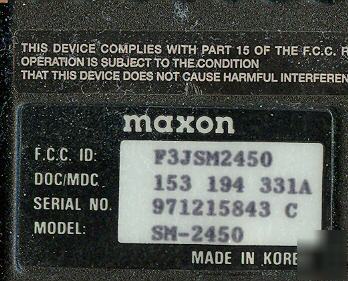 THIS DEVICE COMPLIES WITH PART 15 OF THE F.C.C.
OPERATION IS SUBJECT TO THE CONDITION
THAT THIS DEVICE DOES NOT CAUSE HARMFUL INTERFEREN
maxon
F.C.C. ID: F3JSM2450
DOC/MDC 153 194 331A
SERIAL NO. 971215843 C
MODEL: SM-2450
MADE IN KORE